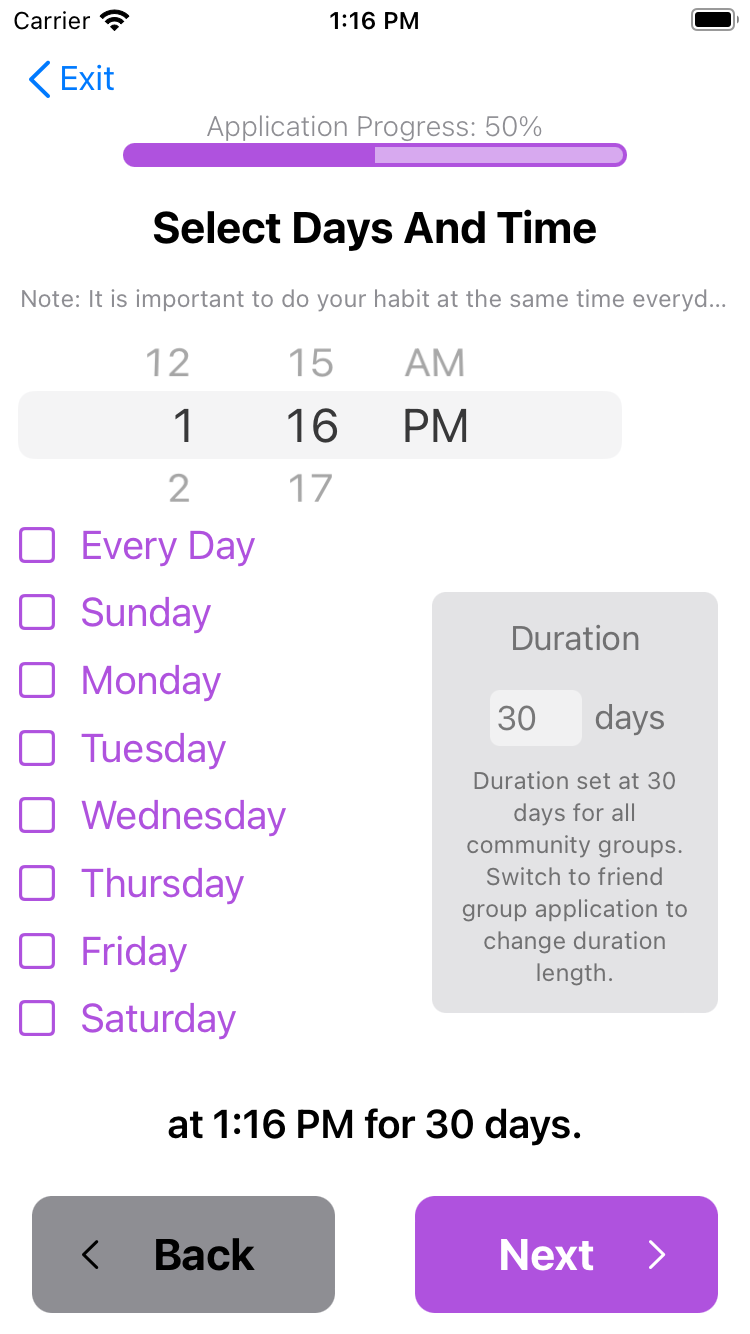 Carrier 1:16 PM
Exit
Application Progress: 50%
Select Days And Time
Note: It is important to do your habit at the same time everyd...
12 15 AM
1 16 PM
2 17
Every Day
Sunday
Monday
Tuesday
Wednesday
Thursday
Friday
Saturday
Duration
30 days
Duration set at 30
days for all
community groups.
Switch to friend
group application to
change duration
length.
at 1:16 PM for 30 days.
Back
Next